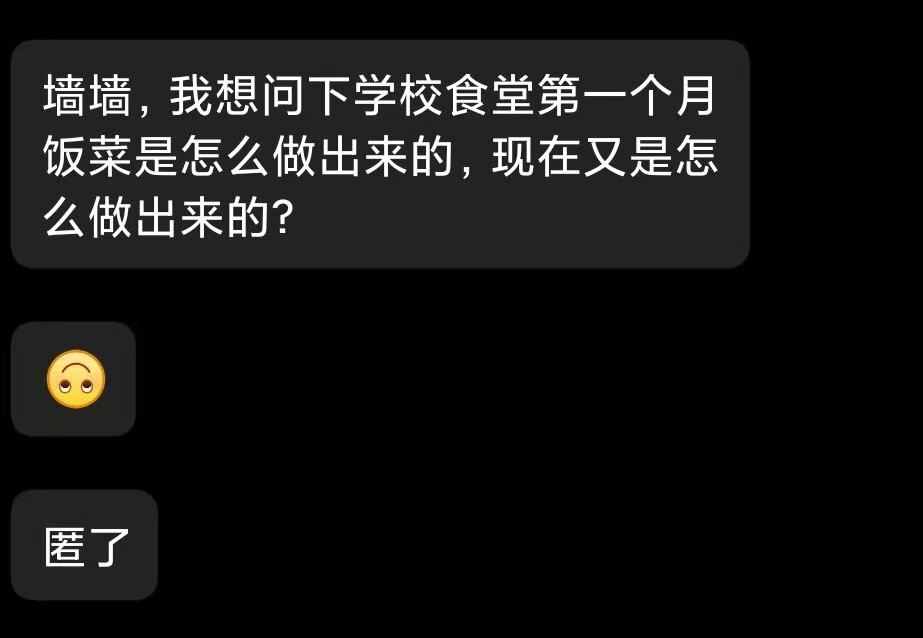 墙墙，我想问下学校食堂第一个月
饭菜是怎么做出来的，现在又是怎
么做出来的？
🙃
匿了